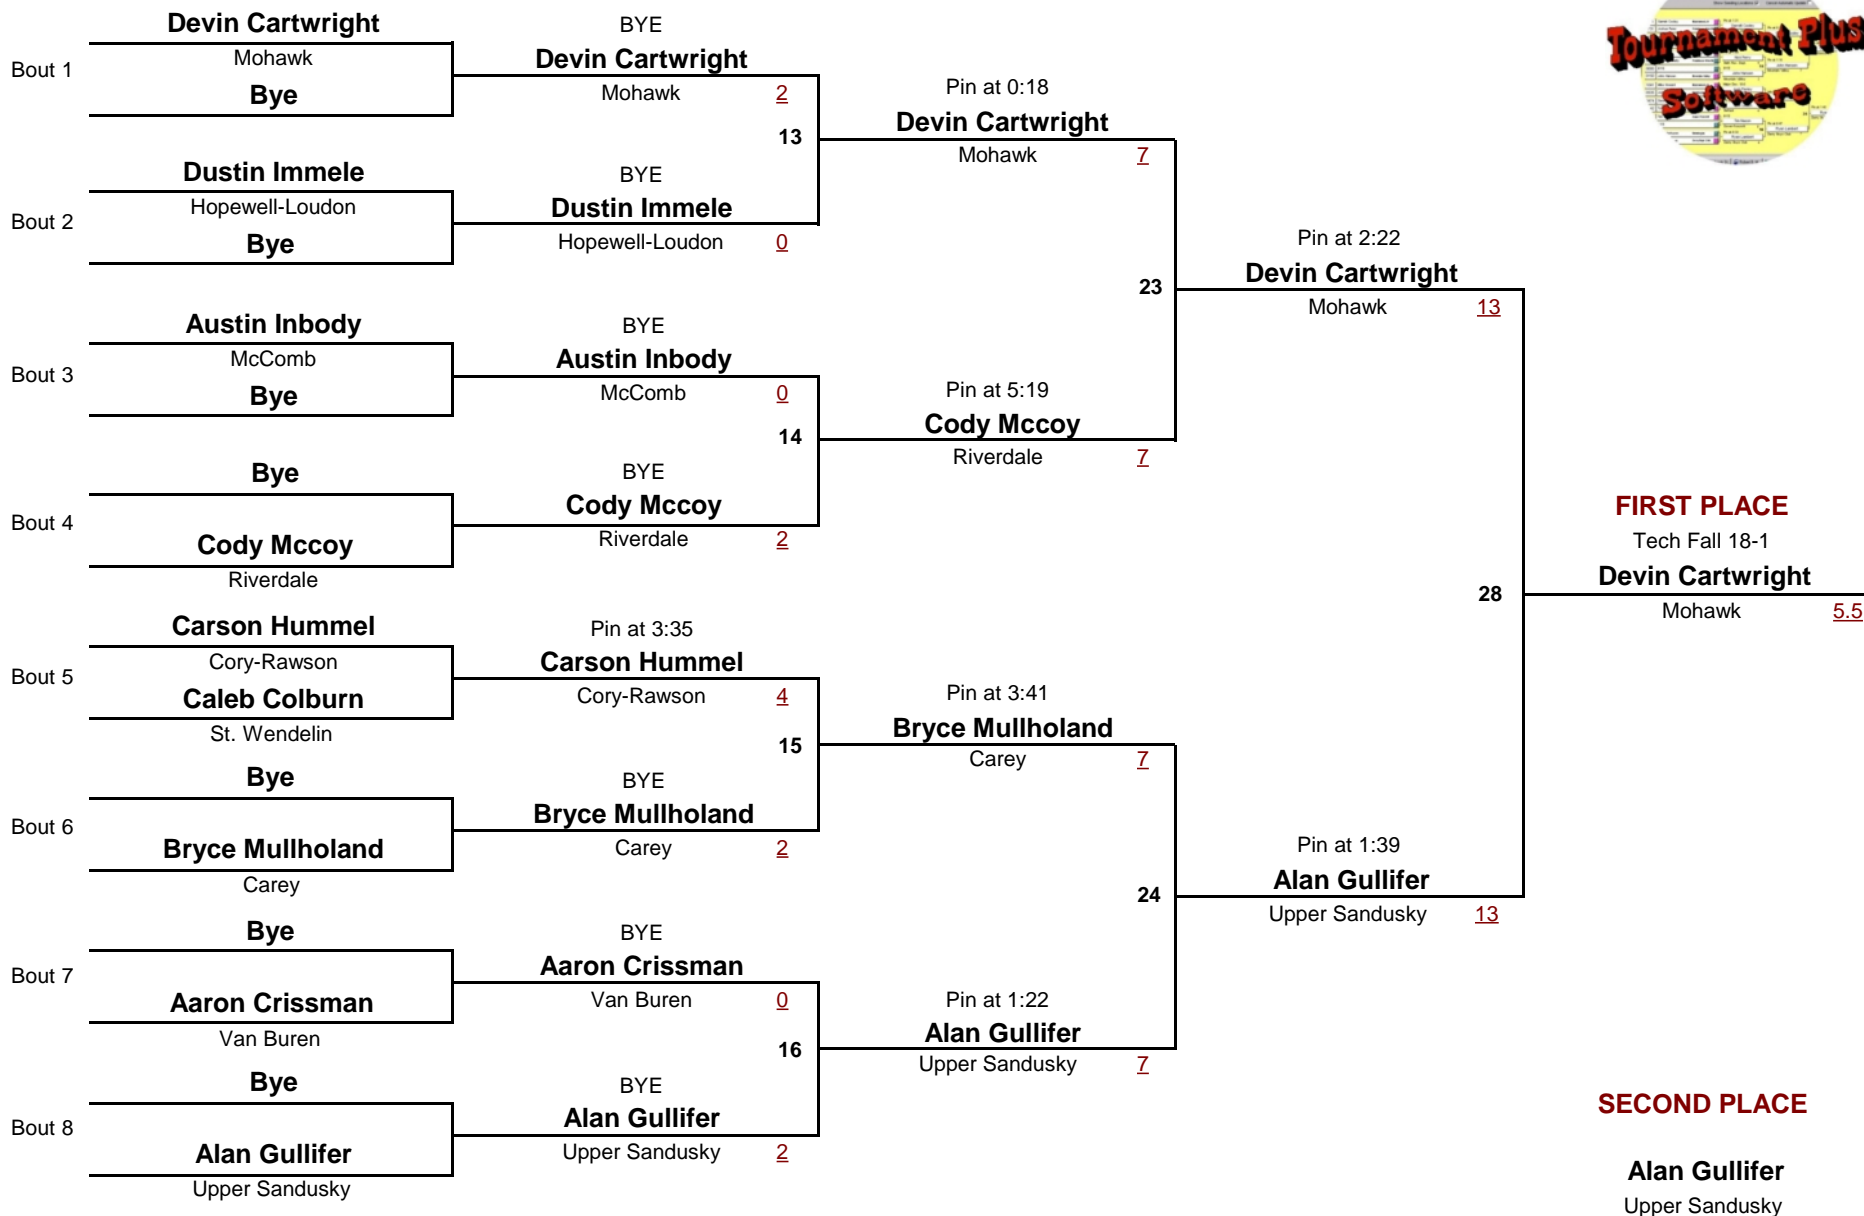 Tournament Plus
Software
Bout 1
Devin Cartwright
Mohawk
Bye
Bout 2
Dustin Immele
Hopewell-Loudon
Bye
Bout 3
Austin Inbody
McComb
Bye
Bout 4
Bye
Cody Mccoy
Riverdale
Bout 5
Carson Hummel
Cory-Rawson
Caleb Colburn
St. Wendelin
Bout 6
Bye
Bryce Mullholand
Carey
Bout 7
Bye
Aaron Crissman
Van Buren
Bout 8
Bye
Alan Gullifer
Upper Sandusky
BYE
Devin Cartwright
Mohawk 2
13
BYE
Dustin Immele
Hopewell-Loudon 0
BYE
Austin Inbody
McComb 0
14
BYE
Cody Mccoy
Riverdale 2
Pin at 3:35
Carson Hummel
Cory-Rawson 4
15
BYE
Bryce Mullholand
Carey 2
BYE
Aaron Crissman
Van Buren 0
16
BYE
Alan Gullifer
Upper Sandusky 2
Pin at 0:18
Devin Cartwright
Mohawk 7
23
Pin at 5:19
Cody Mccoy
Riverdale 7
Pin at 3:41
Bryce Mullholand
Carey 7
24
Pin at 1:22
Alan Gullifer
Upper Sandusky 7
Pin at 2:22
Devin Cartwright
Mohawk 13
28
Pin at 1:39
Alan Gullifer
Upper Sandusky 13
FIRST PLACE
Tech Fall 18-1
Devin Cartwright
Mohawk 5.5
SECOND PLACE
Alan Gullifer
Upper Sandusky